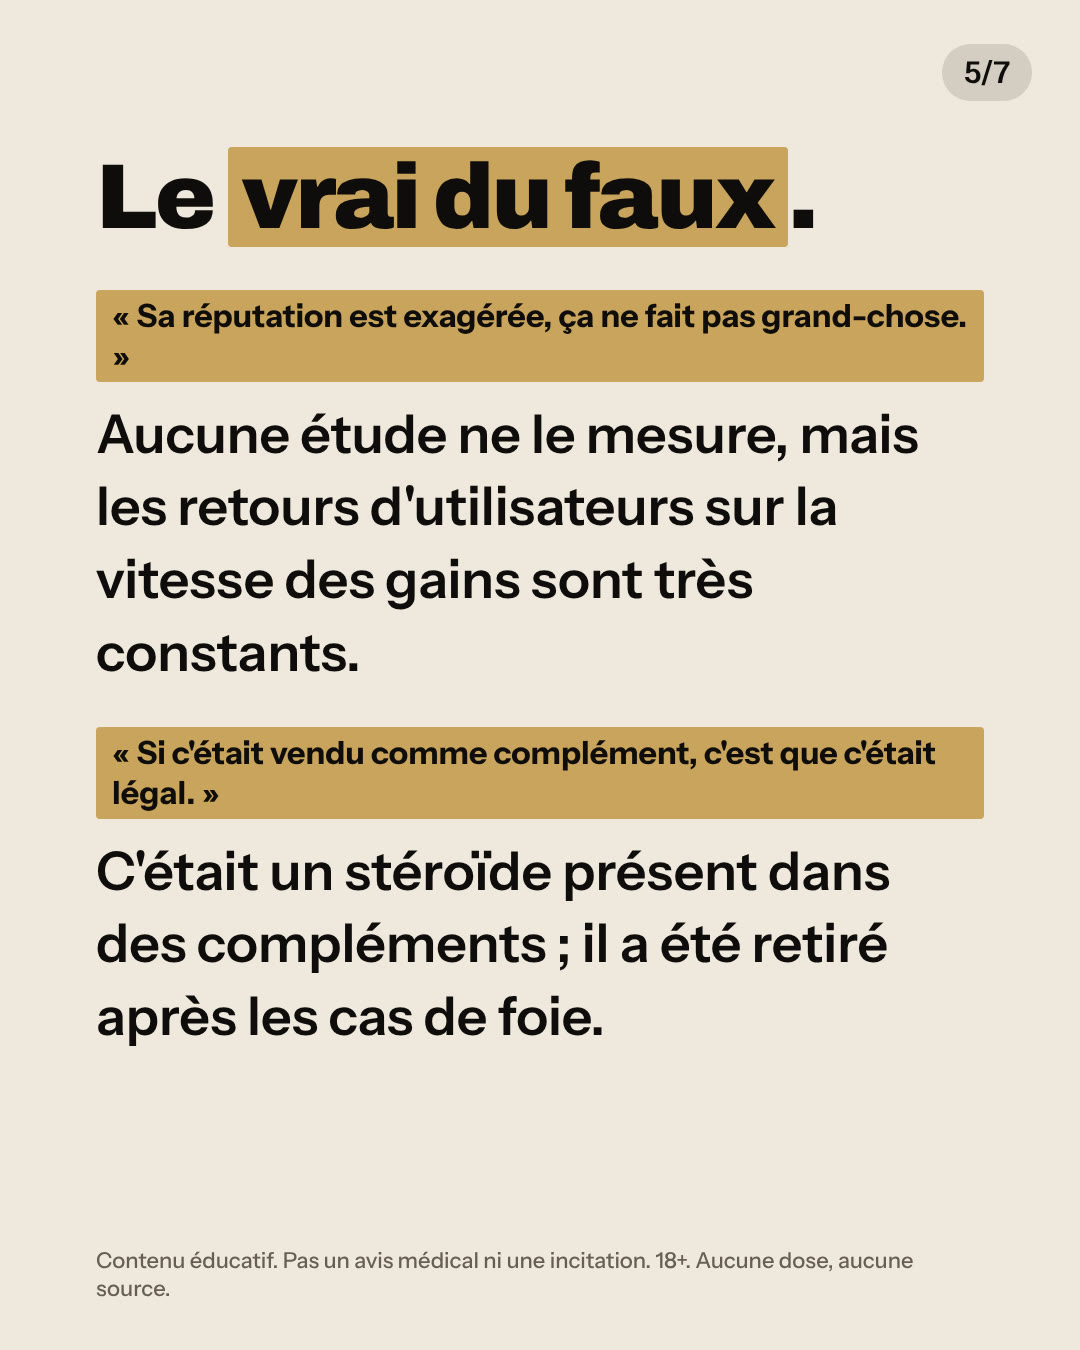 5/7
Le vrai du faux.
« Sa réputation est exagérée, ça ne fait pas grand-chose.
»
Aucune étude ne le mesure, mais
les retours d'utilisateurs sur la
vitesse des gains sont très
constants.
« Si c'était vendu comme complément, c'est que c'était
légal. »
C'était un stéroïde présent dans
des compléments ; il a été retiré
après les cas de foie.
Contenu éducatif. Pas un avis médical ni une incitation. 18+. Aucune dose, aucune
source.